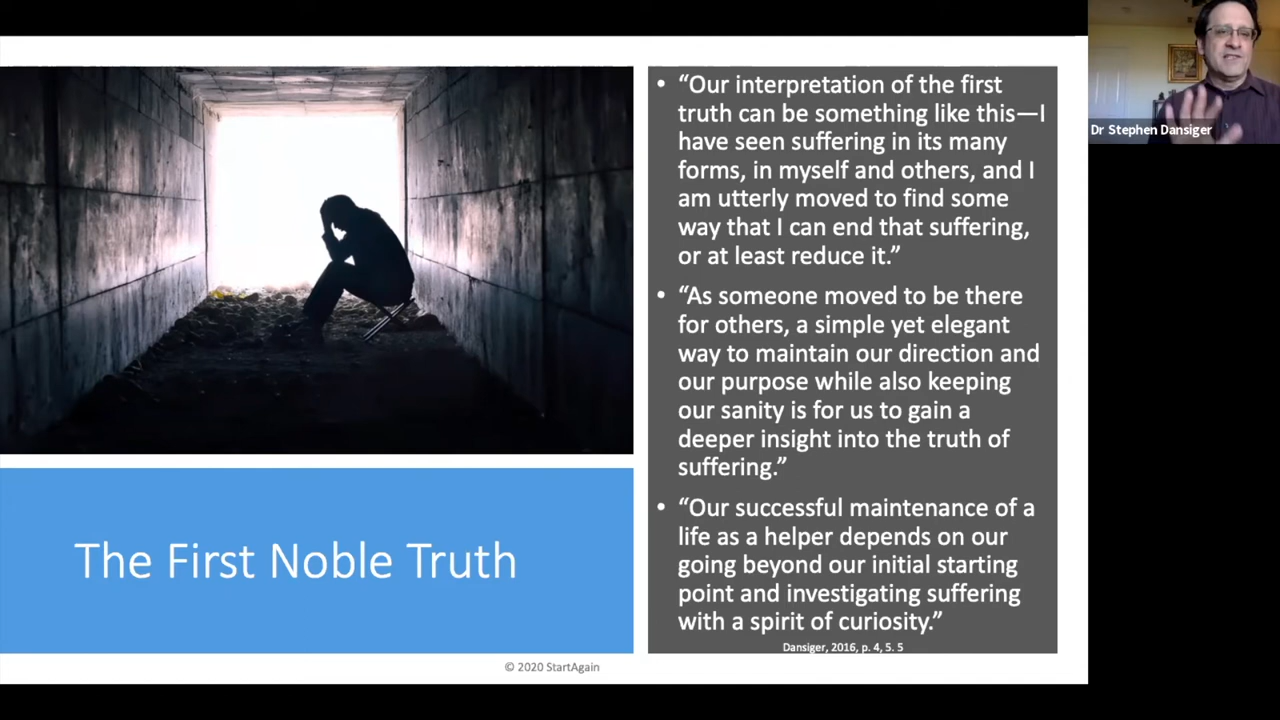 • “Our interpretation of the first
truth can be something like this—I
have seen suffering in its many
forms, in myself and others, and I
am utterly moved to find some
way that I can end that suffering,
or at least reduce it.”
• “As someone moved to be there
for others, a simple yet elegant
way to maintain our direction and
our purpose while also keeping
our sanity is for us to gain a
deeper insight into the truth of
suffering.”
• “Our successful maintenance of a
life as a helper depends on our
going beyond our initial starting
point and investigating suffering
with a spirit of curiosity.”
Dansiger, 2016, p. 4, 5. 5
The First Noble Truth
© 2020 StartAgain
Dr Stephen Dansiger